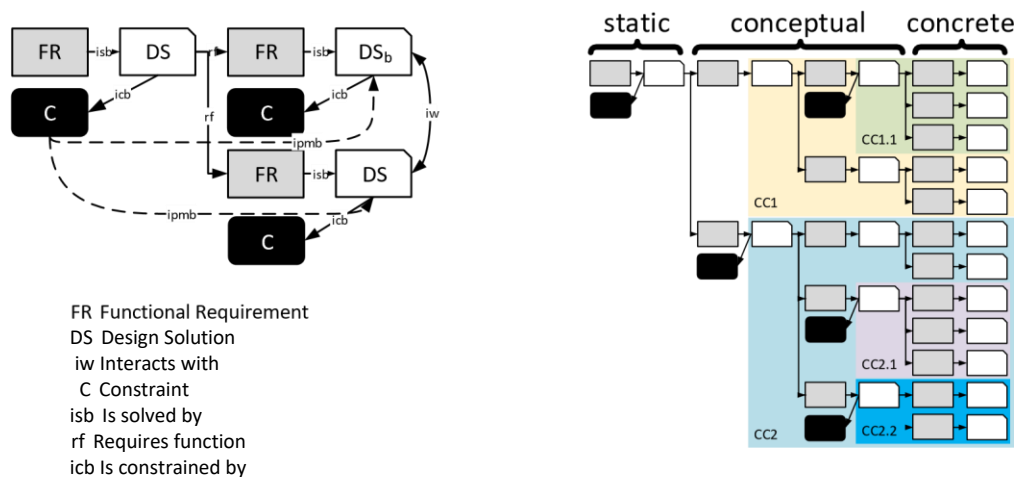 static conceptual concrete
FR isb DS rf FR isb DSb
icb icb
C rf C iw
ipmb
FR isb DS
ipmb icb
C
CC1.1
CC1
CC2.1
CC2 CC2.2
FR Functional Requirement
DS Design Solution
iw Interacts with
C Constraint
isb Is solved by
rf Requires function
icb Is constrained by